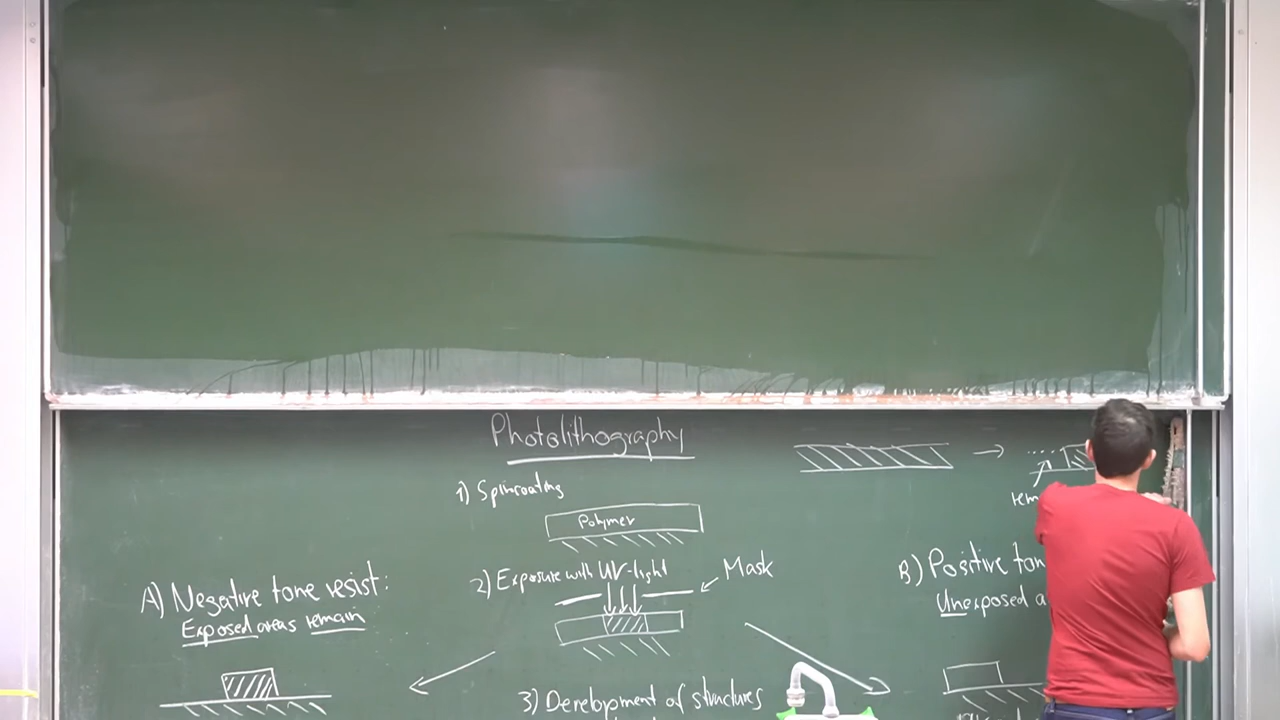 Photolithography
1) Spincoating
Polymer
2) Exposure with UV-light
Mask
A) Negative tone resist:
Exposed areas remain
B) Positive ton
Unexposed a
rem
3) Development of structures